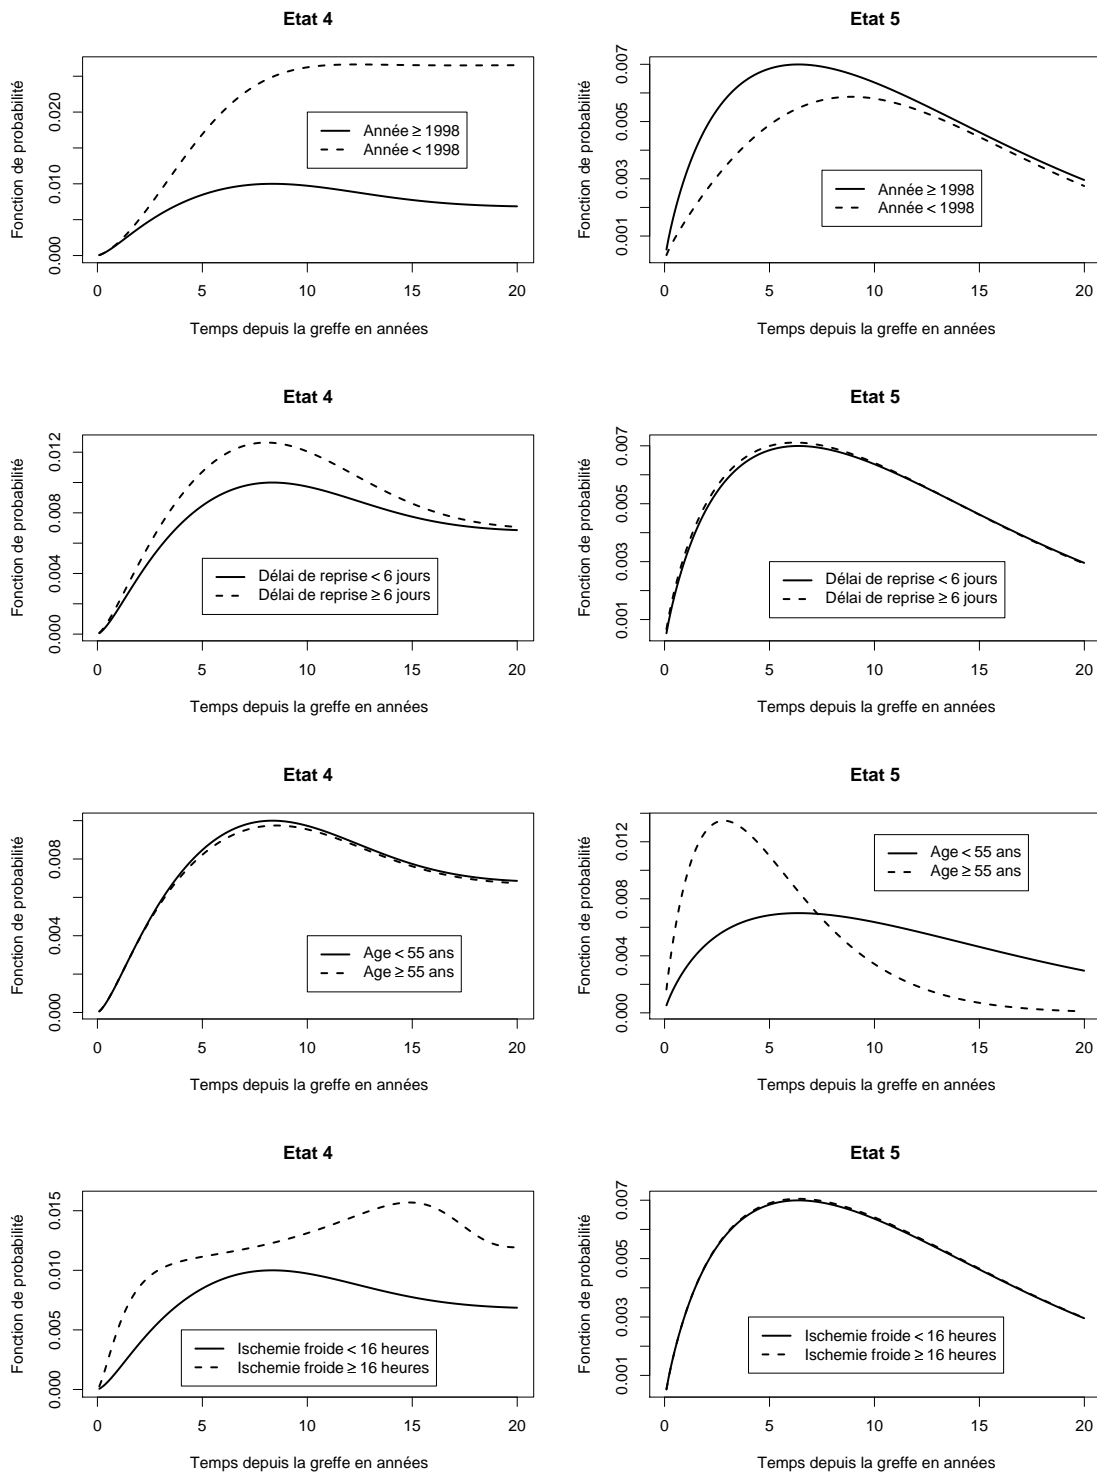 Etat 4
Fonction de probabilité
0.000
0.010
0.020
Année ≥ 1998
Année < 1998
0
5
10
15
20
Temps depuis la greffe en années
Etat 5
Fonction de probabilité
0.001
0.003
0.005
0.007
Année ≥ 1998
Année < 1998
0
5
10
15
20
Temps depuis la greffe en années
Etat 4
Fonction de probabilité
0.000
0.004
0.008
0.012
Délai de reprise < 6 jours
Délai de reprise ≥ 6 jours
0
5
10
15
20
Temps depuis la greffe en années
Etat 5
Fonction de probabilité
0.001
0.003
0.005
0.007
Délai de reprise < 6 jours
Délai de reprise ≥ 6 jours
0
5
10
15
20
Temps depuis la greffe en années
Etat 4
Fonction de probabilité
0.000
0.004
0.008
Age < 55 ans
Age ≥ 55 ans
0
5
10
15
20
Temps depuis la greffe en années
Etat 5
Fonction de probabilité
0.000
0.004
0.008
0.012
Age < 55 ans
Age ≥ 55 ans
0
5
10
15
20
Temps depuis la greffe en années
Etat 4
Fonction de probabilité
0.000
0.005
0.010
0.015
Ischemie froide < 16 heures
Ischemie froide ≥ 16 heures
0
5
10
15
20
Temps depuis la greffe en années
Etat 5
Fonction de probabilité
0.001
0.003
0.005
0.007
Ischemie froide < 16 heures
Ischemie froide ≥ 16 heures
0
5
10
15
20
Temps depuis la greffe en années